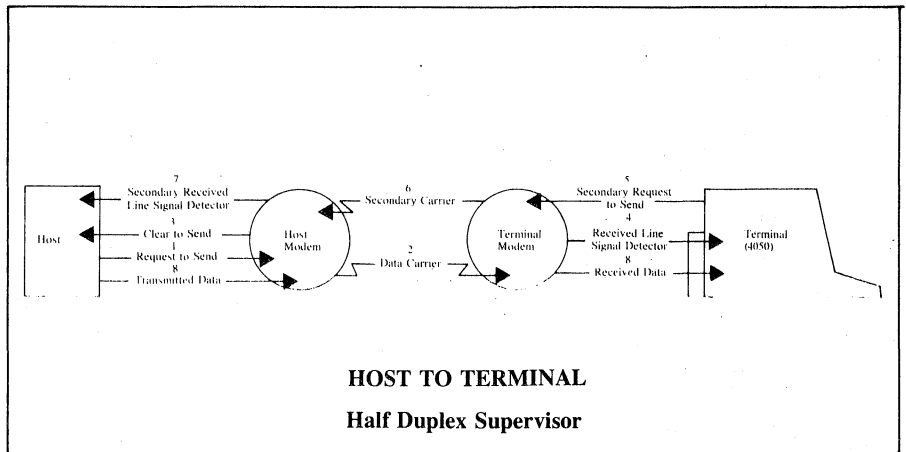 7
Secondary Received
Line Signal Detector
3
Clear to Send
1
Request to Send
8
Transmitted Data
Host
Host
Modem
6
Secondary Carrier
2
Data Carrier
Terminal
Modem
5
Secondary Request
to Send
4
Received Line
Signal Detector
8
Received Data
Terminal
(4050)
HOST TO TERMINAL
Half Duplex Supervisor